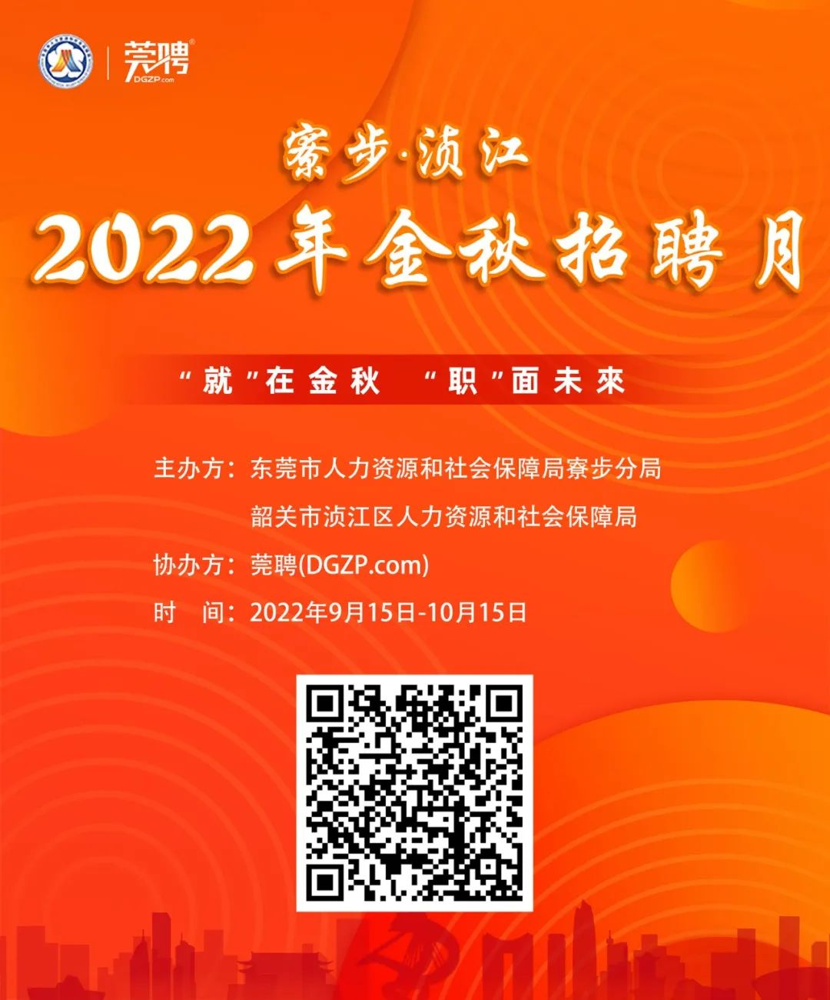 莞聘®
DGZP.com
寮步·浈江
2022年金秋招聘月
“就”在金秋 “职”面未來
主办方：东莞市人力资源和社会保障局寮步分局
韶关市浈江区人力资源和社会保障局
协办方：莞聘(DGZP.com)
时 间：2022年9月15日-10月15日